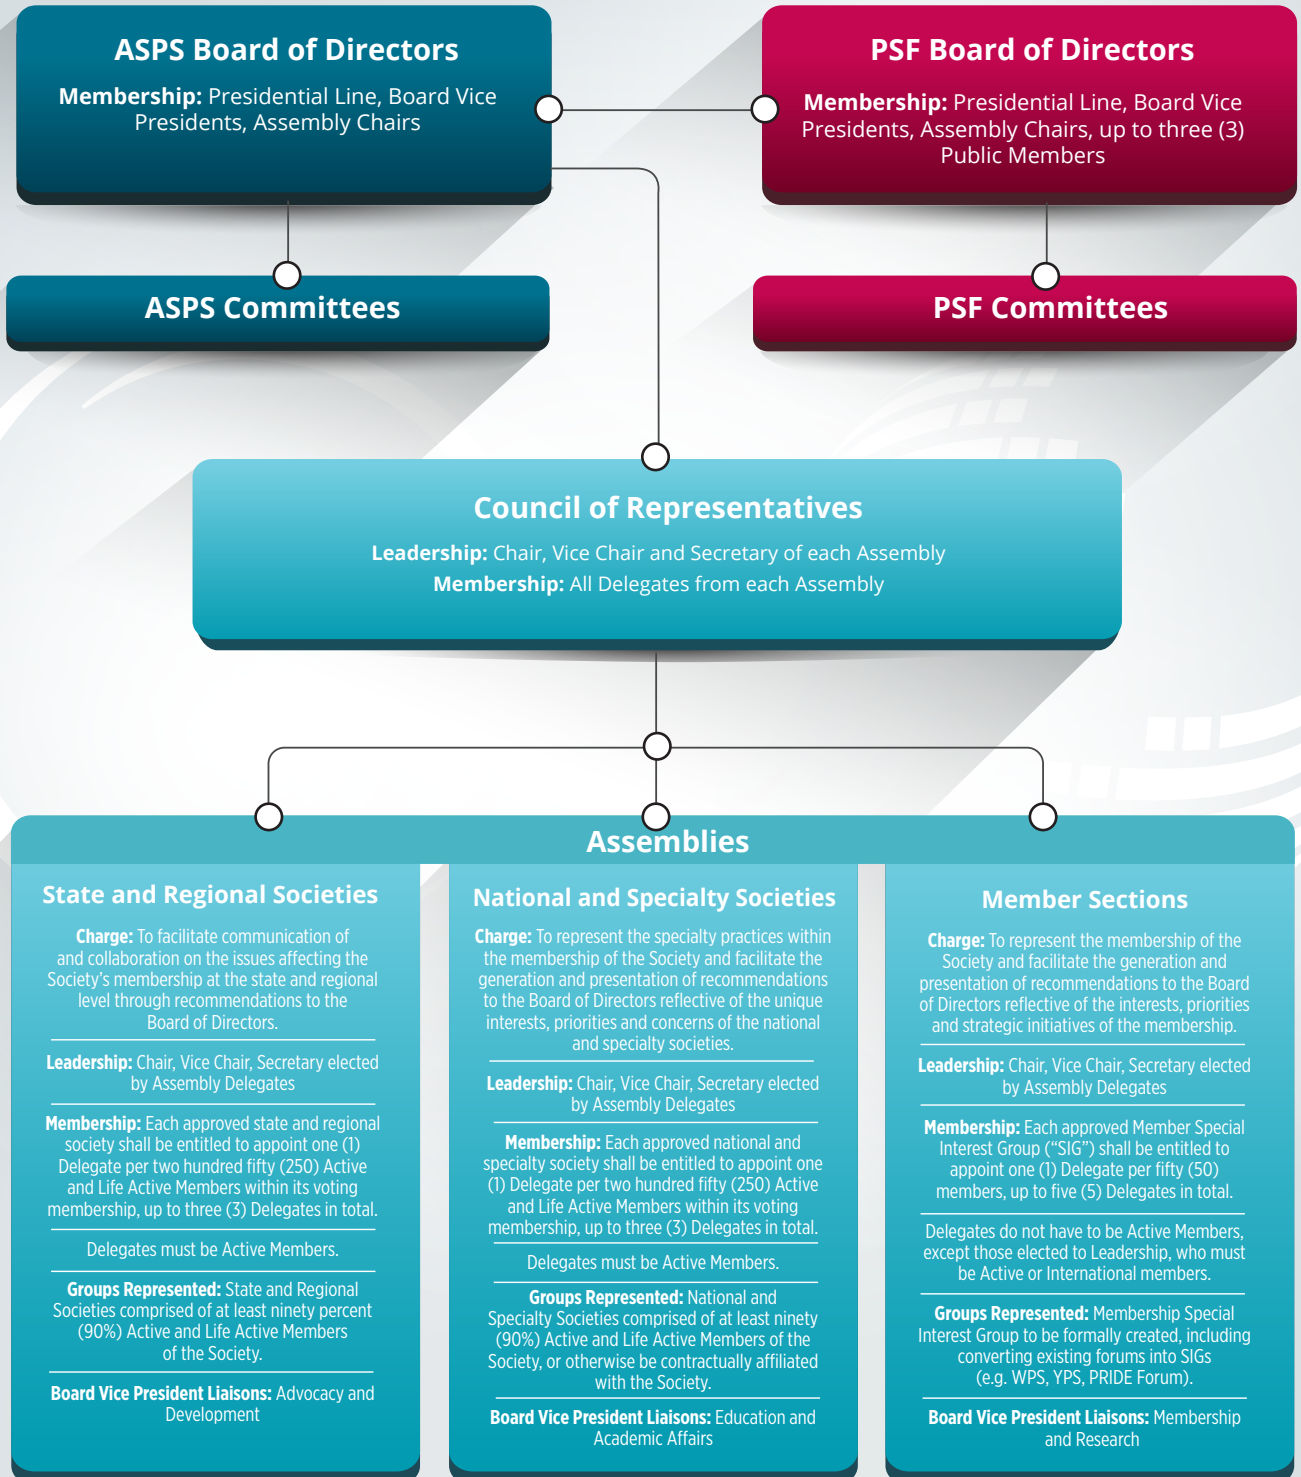 ASPS Board of Directors
Membership: Presidential Line, Board Vice
Presidents, Assembly Chairs
PSF Board of Directors
Membership: Presidential Line, Board Vice
Presidents, Assembly Chairs, up to three (3)
Public Members
ASPS Committees
PSF Committees
Council of Representatives
Leadership: Chair, Vice Chair and Secretary of each Assembly
Membership: All Delegates from each Assembly
Assemblies
State and Regional Societies
Charge: To facilitate communication of
and collaboration on the issues affecting the
Society’s membership at the state and regional
level through recommendations to the
Board of Directors.
Leadership: Chair, Vice Chair, Secretary elected
by Assembly Delegates
Membership: Each approved state and regional
society shall be entitled to appoint one (1)
Delegate per two hundred fifty (250) Active
and Life Active Members within its voting
membership, up to three (3) Delegates in total.
Delegates must be Active Members.
Groups Represented: State and Regional
Societies comprised of at least ninety percent
(90%) Active and Life Active Members
of the Society.
Board Vice President Liaisons: Advocacy and
Development
National and Specialty Societies
Charge: To represent the specialty practices within
the membership of the Society and facilitate the
generation and presentation of recommendations
to the Board of Directors reflective of the unique
interests, priorities and concerns of the national
and specialty societies.
Leadership: Chair, Vice Chair, Secretary elected
by Assembly Delegates
Membership: Each approved national and
specialty society shall be entitled to appoint one
(1) Delegate per two hundred fifty (250) Active
and Life Active Members within its voting
membership, up to three (3) Delegates in total.
Delegates must be Active Members.
Groups Represented: National and
Specialty Societies comprised of at least ninety
(90%) Active and Life Active Members of the
Society, or otherwise be contractually affiliated
with the Society.
Board Vice President Liaisons: Education and
Academic Affairs
Member Sections
Charge: To represent the membership of the
Society and facilitate the generation and
presentation of recommendations to the Board
of Directors reflective of the interests, priorities
and strategic initiatives of the membership.
Leadership: Chair, Vice Chair, Secretary elected
by Assembly Delegates
Membership: Each approved Member Special
Interest Group (“SIG”) shall be entitled to
appoint one (1) Delegate per fifty (50)
members, up to five (5) Delegates in total.
Delegates do not have to be Active Members,
except those elected to Leadership, who must
be Active or International members.
Groups Represented: Membership Special
Interest Group to be formally created, including
converting existing forums into SIGs
(e.g. WPS, YPS, PRIDE Forum).
Board Vice President Liaisons: Membership
and Research